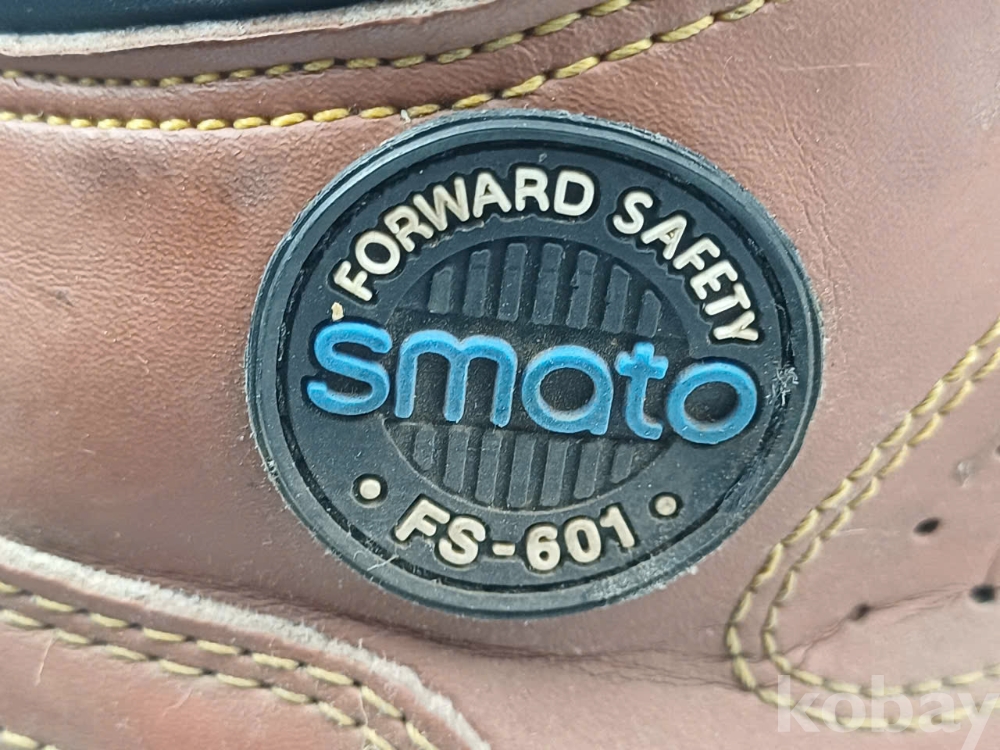 FORWARD SAFETY
smato
• FS-601 •
kobay